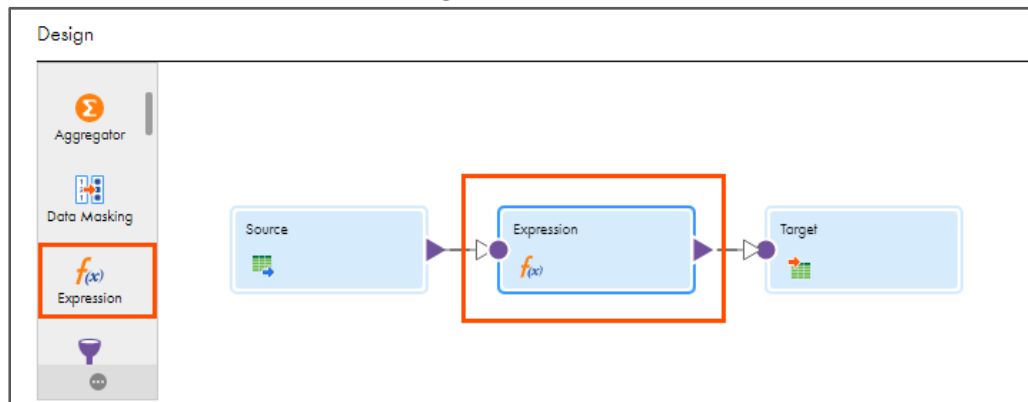 Design
Aggregator
Data Masking
f(x)
Expression
Source
Expression
f(x)
Target